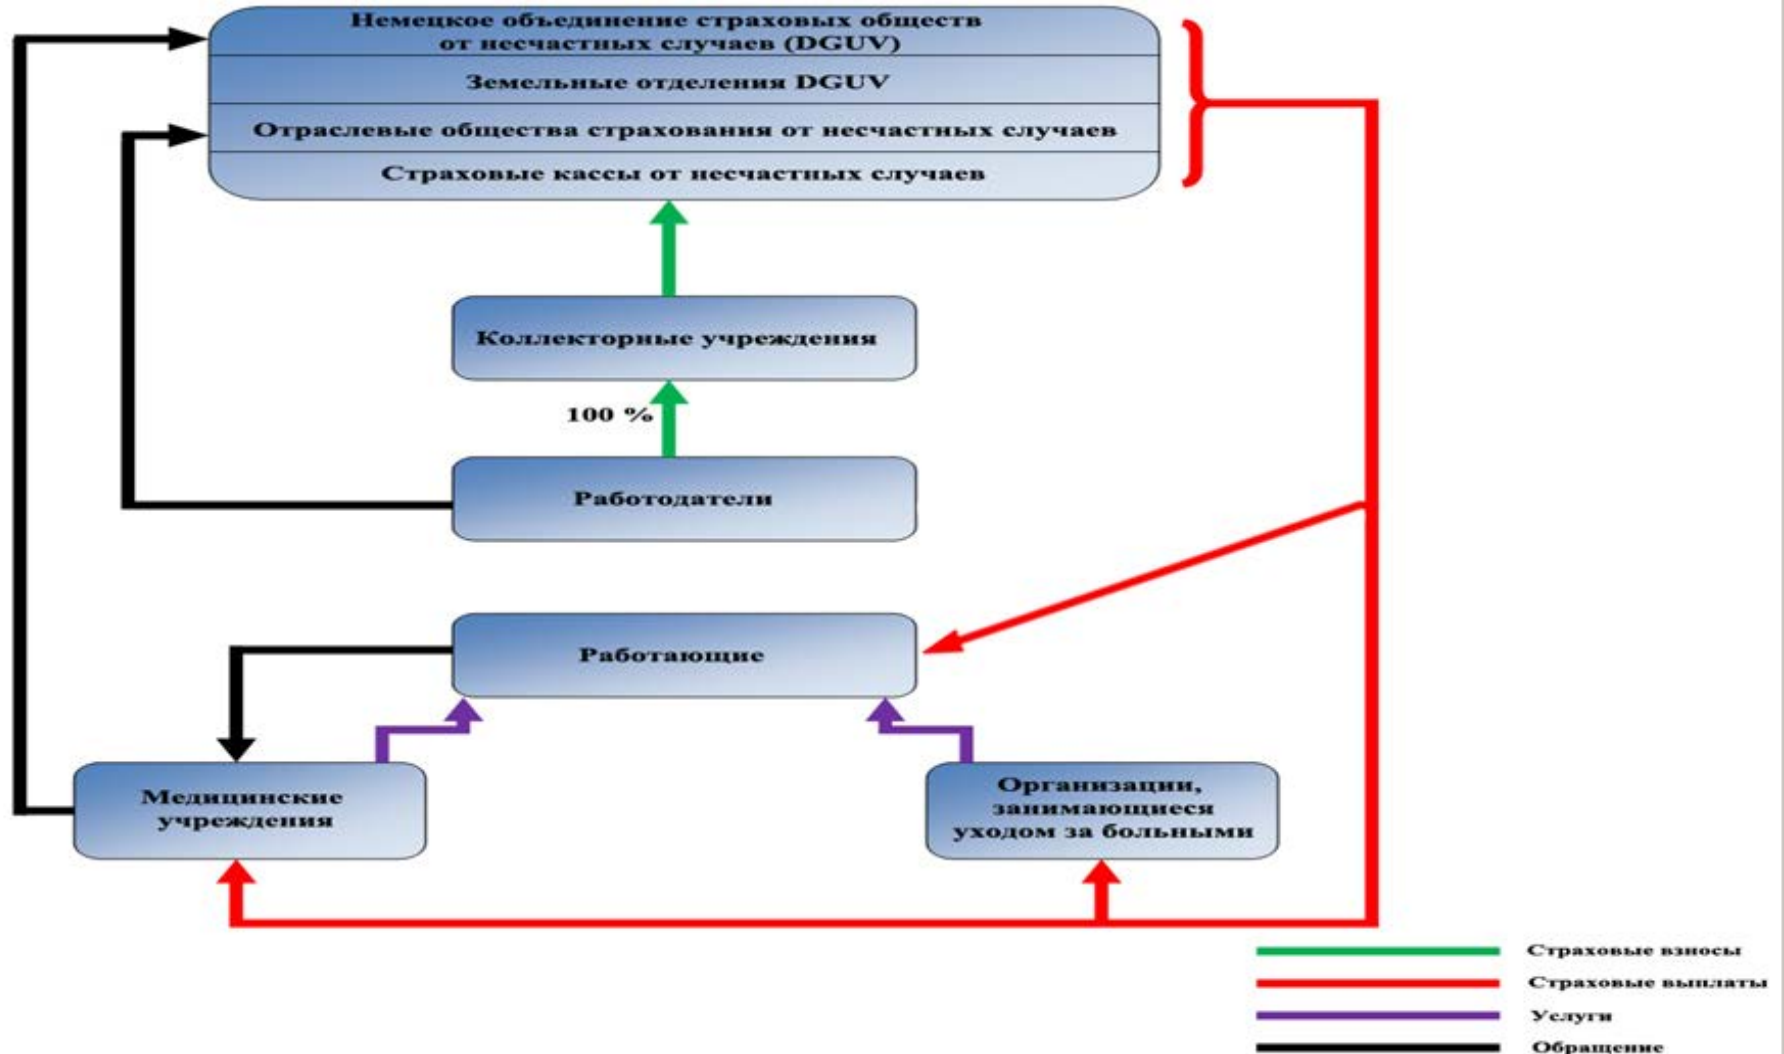 Немецкое объединение страховых обществ
от несчастных случаев (DGUV)
Земельные отделения DGUV
Отраслевые общества страхования от несчастных случаев
Страховые кассы от несчастных случаев
Коллекторные учреждения
100 %
Работодатели
Работающие
Медицинские
учреждения
Организации,
занимающиеся
уходом за больными
Страховые взносы
Страховые выплаты
Услуги
Обращение